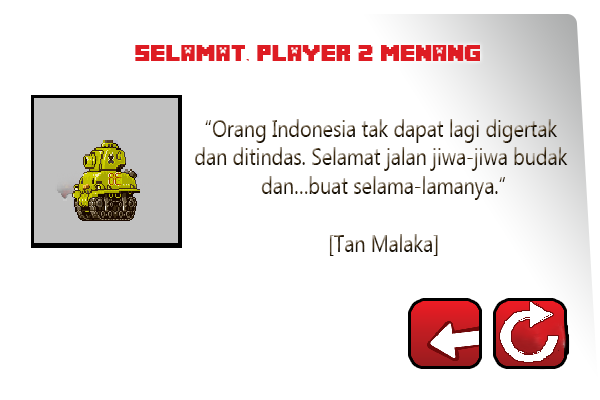 SELAMAT, PLAYER 2 MENANG
“Orang Indonesia tak dapat lagi digertak
dan ditindas. Selamat jalan jiwa-jiwa budak
dan...buat selama-lamanya.“
[Tan Malaka]